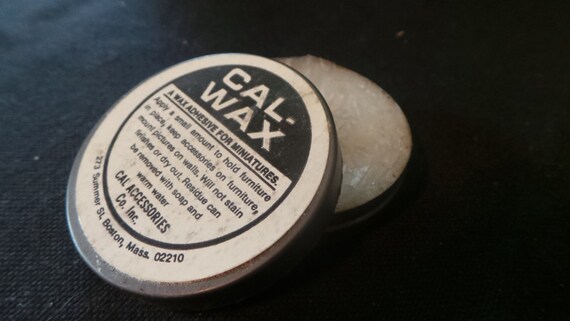 CAL-
WAX
A WAX ADHESIVE FOR MINIATURES.
Apply a small amount to hold furniture
in place, keep accessories on furniture,
mount pictures on walls. Will not stain
finishes or dry out. Residue can
be removed with soap and
warm water
CAL ACCESSORIES
CO. Inc.
273 Summer St. Boston, Mass. 02210